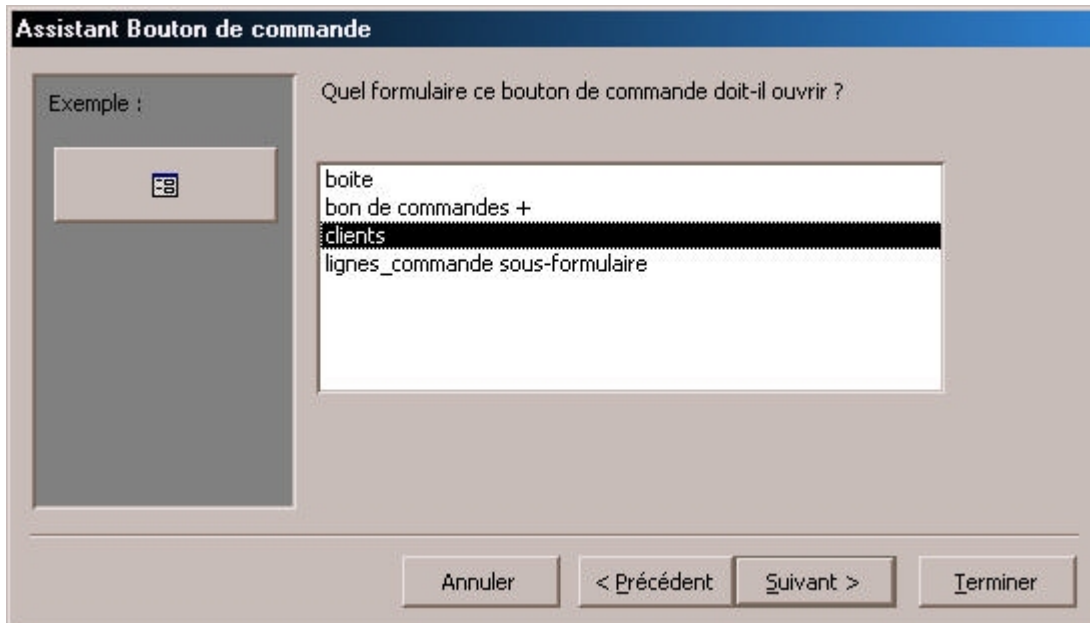 Assistant Bouton de commande
Exemple :
Quel formulaire ce bouton de commande doit-il ouvrir ?
boite
bon de commandes +
clients
lignes_commande sous-formulaire
Annuler
< Précédent
Suivant >
Terminer